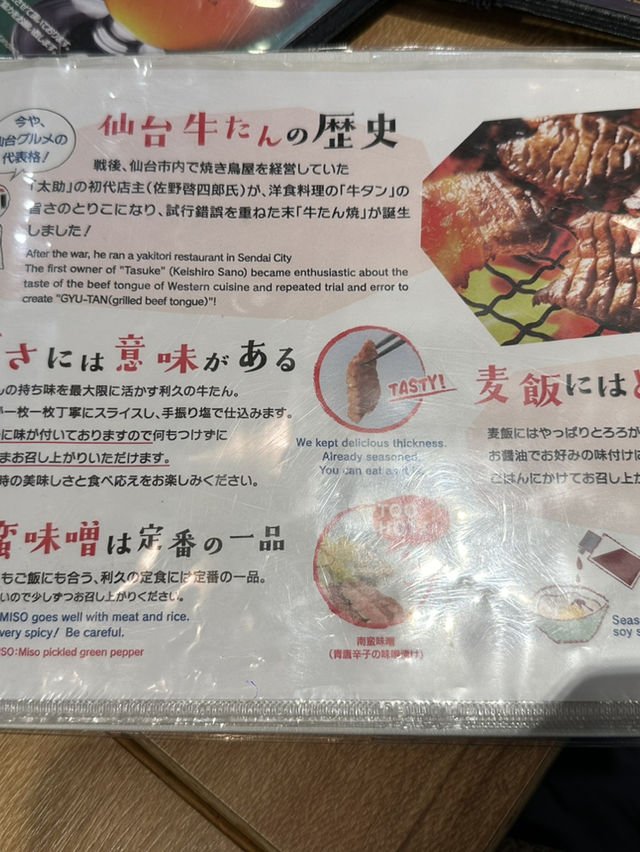 今や、
台グルメの
代表格!
仙台牛たんの歴史
戦後、仙台市内で焼き鳥屋を経営していた
「太助」の初代店主(佐野啓四郎氏)が、洋食料理の「牛タン」の
旨さのとりこになり、試行錯誤を重ねた末「牛たん焼」が誕生
しました!
After the war, he ran a yakitori restaurant in Sendai City
The first owner of "Tasuke" (Keishiro Sano) became enthusiastic about the
taste of the beef tongue of Western cuisine and repeated trial and error to
create "GYU-TAN(grilled beef tongue)"!
さには意味がある
しの持ち味を最大限に活かす利久の牛たん。
が一枚一枚丁寧にスライスし、手振り塩で仕込みます。
に味が付いておりますので何もつけずに
まお召し上がりいただけます。
時の美味しさと食べ応えをお楽しみください。
TASTY!
We kept delicious thickness.
Already seasoned.
You can eat as it is.
麦飯には
麦飯にはやっぱりとろろが
お醤油でお好みの味付けに
ごはんにかけてお召し上が
蛮味噌は定番の一品
もご飯にも合う、利久の定食には定番の一品。
いので少しずつお召し上がりください。
MISO goes well with meat and rice.
very spicy! Be careful.
ISO:Miso pickled green pepper
TOO
HOT
南蛮味噌
(青唐辛子の味噌漬け)
Seas
soy s